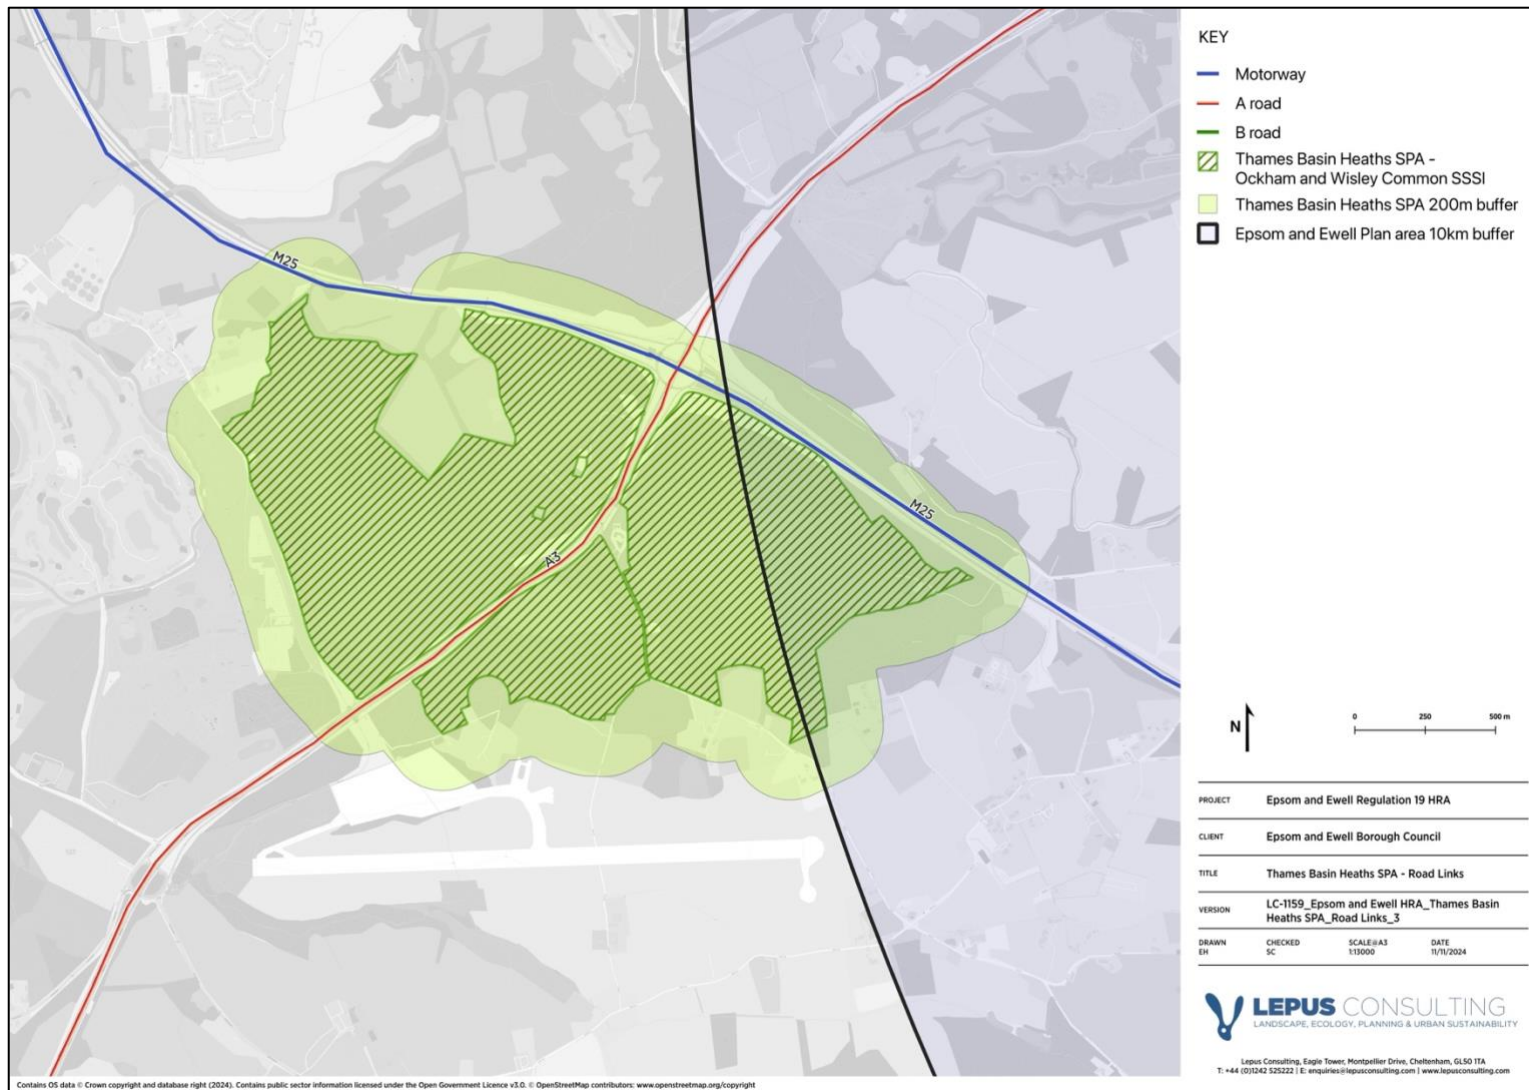 M25
M25
A3
KEY
Motorway
A road
B road
Thames Basin Heaths SPA -
Ockham and Wisley Common SSSI
Thames Basin Heaths SPA 200m buffer
Epsom and Ewell Plan area 10km buffer
N
0 250 500 m
PROJECT Epsom and Ewell Regulation 19 HRA
CLIENT Epsom and Ewell Borough Council
TITLE Thames Basin Heaths SPA - Road Links
VERSION LC-1159_Epsom and Ewell HRA_Thames Basin
Heaths SPA_Road Links_3
DRAWN CHECKED SCALE@A3 DATE
EH SC 1:13000 11/11/2024
LEPUS CONSULTING
LANDSCAPE, ECOLOGY, PLANNING & URBAN SUSTAINABILITY
Lepus Consulting, Eagle Tower, Montpellier Drive, Cheltenham, GL50 1TA
T: +44 (0)1242 525222 | E: enquiries@lepusconsulting.com | www.lepusconsulting.com
Contains OS data © Crown copyright and database right (2024). Contains public sector information licensed under the Open Government Licence v3.0. © OpenStreetMap contributors: www.openstreetmap.org/copyright